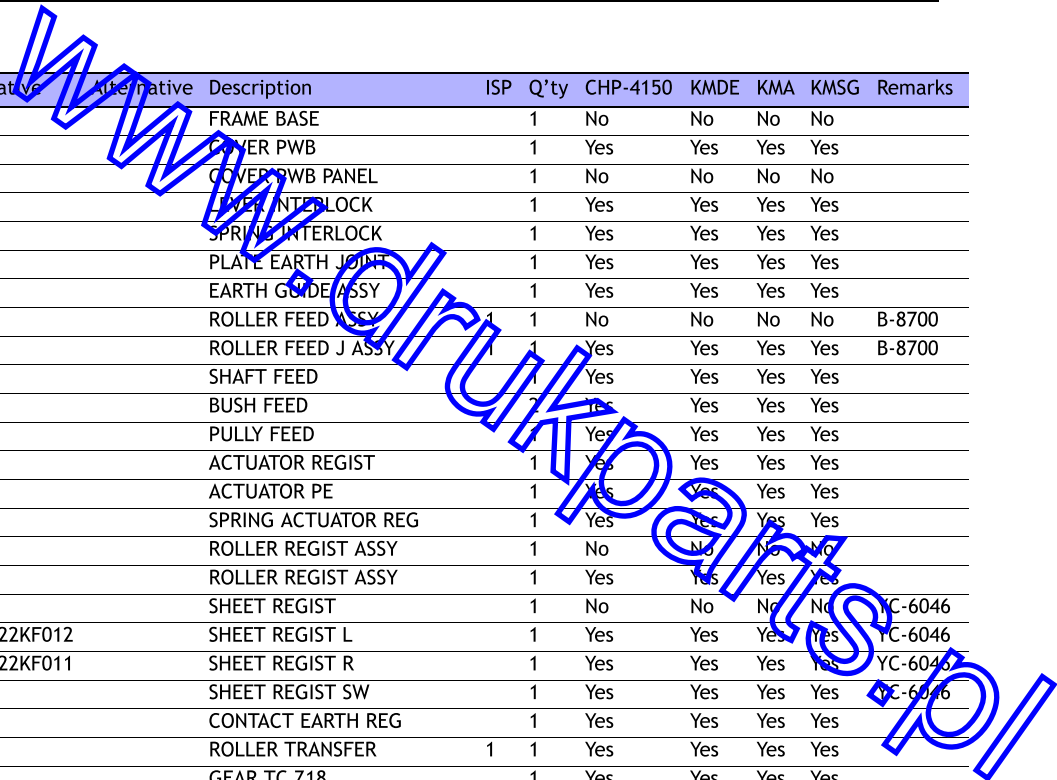 Alternative Description ISP Q'ty CHP-4150 KMDE KMA KMSG Remarks
FRAME BASE 1 No No No No
COVER PWB 1 Yes Yes Yes Yes
COVER PWB PANEL 1 No No No No
LEVER INTERLOCK 1 Yes Yes Yes Yes
SPRING INTERLOCK 1 Yes Yes Yes Yes
PLATE EARTH JOINT 1 Yes Yes Yes Yes
EARTH GUIDE ASSY 1 Yes Yes Yes Yes
ROLLER FEED ASSY 1 1 No No No No B-8700
ROLLER FEED J ASSY 1 1 Yes Yes Yes Yes B-8700
SHAFT FEED 1 Yes Yes Yes Yes
BUSH FEED 2 Yes Yes Yes Yes
PULLY FEED 1 Yes Yes Yes Yes
ACTUATOR REGIST 1 Yes Yes Yes Yes
ACTUATOR PE 1 Yes Yes Yes Yes
SPRING ACTUATOR REG 1 Yes Yes Yes Yes
ROLLER REGIST ASSY 1 No No No No
ROLLER REGIST ASSY 1 Yes Yes Yes Yes
SHEET REGIST 1 No No No No YC-6046
22KF012 SHEET REGIST L 1 Yes Yes Yes Yes YC-6046
22KF011 SHEET REGIST R 1 Yes Yes Yes Yes YC-6046
SHEET REGIST SW 1 Yes Yes Yes Yes YC-6046
CONTACT EARTH REG 1 Yes Yes Yes Yes
ROLLER TRANSFER 1 1 Yes Yes Yes Yes
GEAR TC Z18 1 Yes Yes Yes Yes
www.drukparts.pl